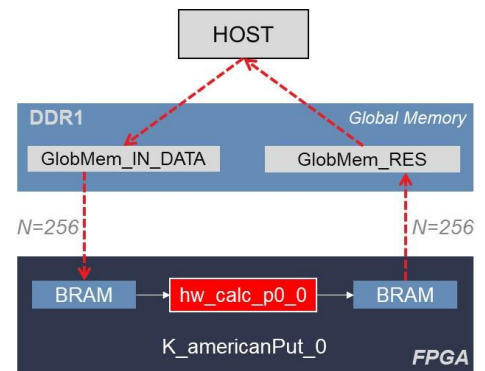 HOST
DDR1
Global Memory
GlobMem_IN_DATA
GlobMem_RES
N=256
N=256
BRAM
hw_calc_p0_0
BRAM
K_americanPut_0
FPGA